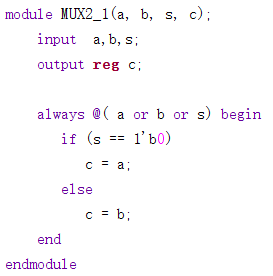 module MUX2_1(a, b, s, c);
    input  a,b,s;
    output reg c;

    always @( a or b or s) begin
       if (s == 1'b0)
          c = a;
       else
          c = b;
    end
endmodule